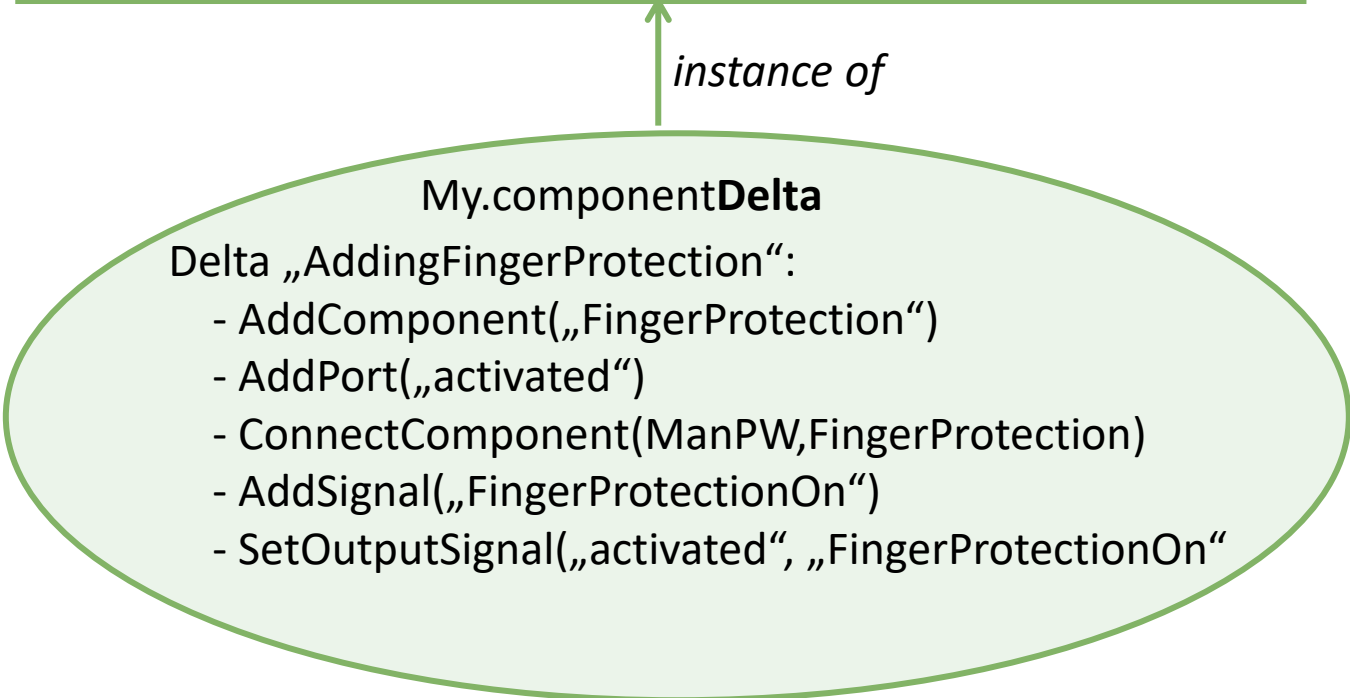 instance of
My.componentDelta
Delta „AddingFingerProtection“:
- AddComponent(„FingerProtection“)
- AddPort(„activated“)
- ConnectComponent(ManPW,FingerProtection)
- AddSignal(„FingerProtectionOn“)
- SetOutputSignal(„activated“, „FingerProtectionOn“